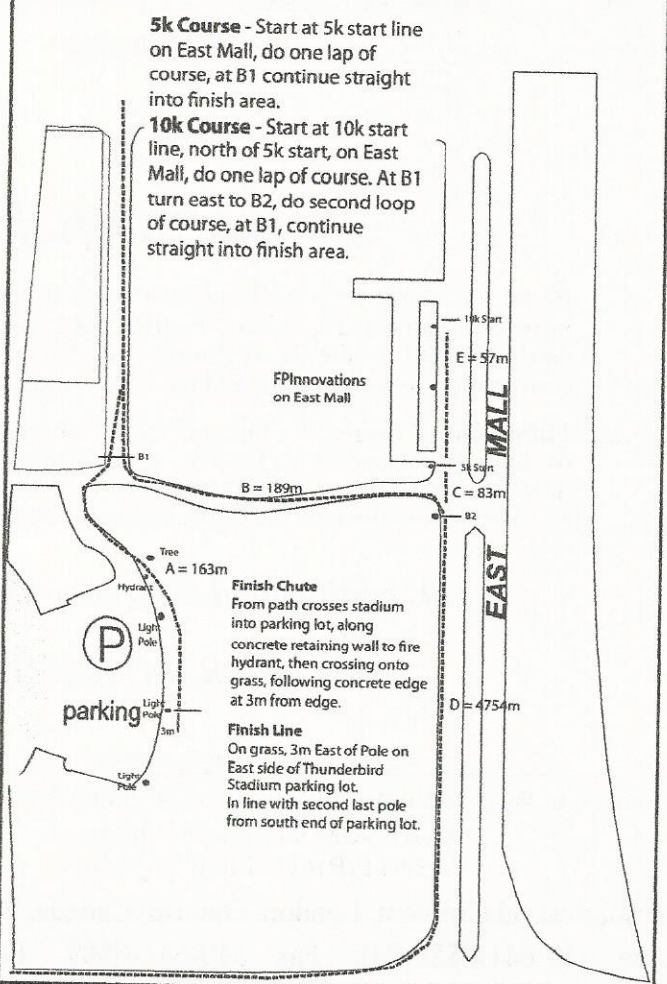 5k Course - Start at 5k start line
on East Mall, do one lap of
course, at B1 continue straight
into finish area.
10k Course - Start at 10k start
line, north of 5k start, on East
Mall, do one lap of course. At B1
turn east to B2, do second loop
of course, at B1, continue
straight into finish area.
10k Start
E = 57m
FPInnovations
on East Mall
EAST MALL
B1
5k Start
B = 189m
C = 83m
B2
Tree
A = 163m
Hydrant
Light
Pole
P
parking
Light
Pole
3m
Light
Pole
Finish Chute
From path crosses stadium
into parking lot, along
concrete retaining wall to fire
hydrant, then crossing onto
grass, following concrete edge
at 3m from edge.
D = 4754m
Finish Line
On grass, 3m East of Pole on
East side of Thunderbird
Stadium parking lot.
In line with second last pole
from south end of parking lot.